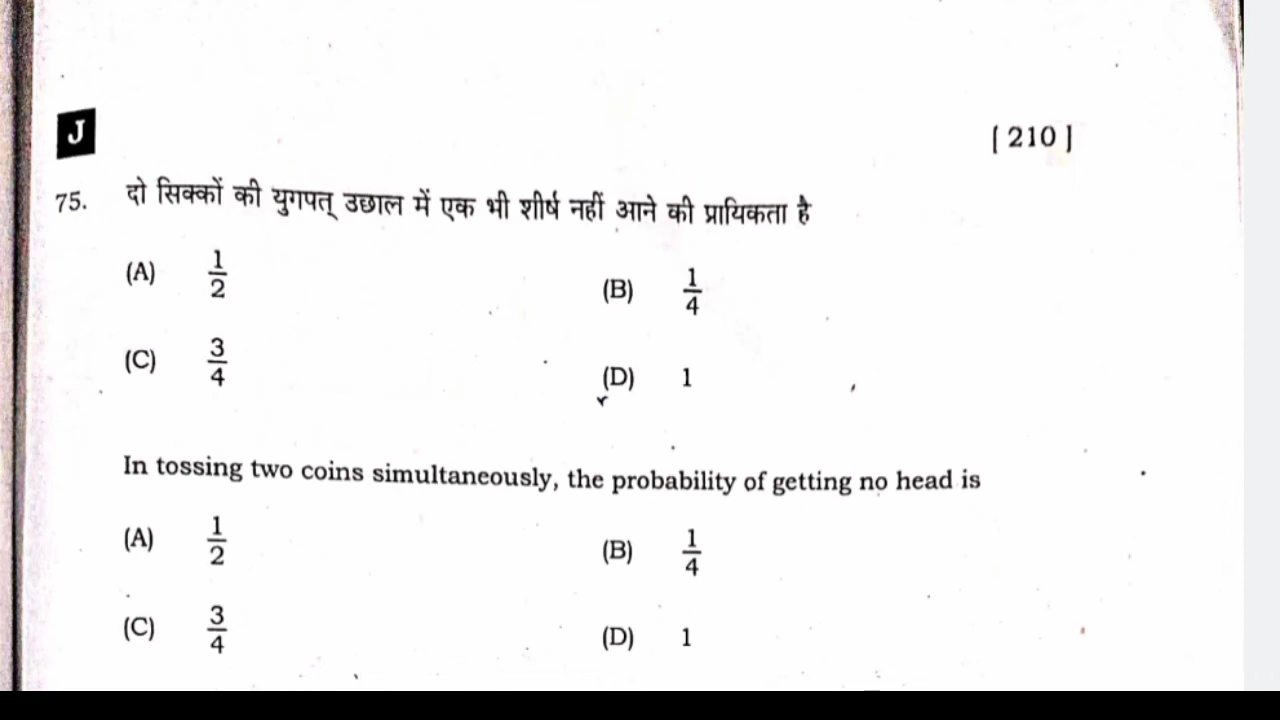 J
[ 210 ]
75. दो सिक्कों की युगपत् उछाल में एक भी शीर्ष नहीं आने की प्रायिकता है
(A) 1/2 (B) 1/4
(C) 3/4 (D) 1
In tossing two coins simultaneously, the probability of getting no head is
(A) 1/2 (B) 1/4
(C) 3/4 (D) 1